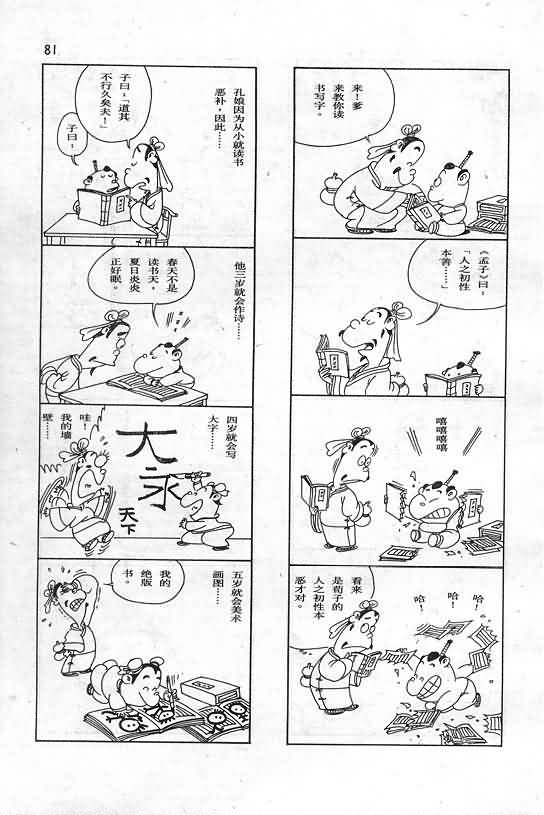 81
来！爹
来教你读
书写字。
《孟子》曰：
「人之初性
本善……」
嘻嘻嘻嘻
哈！
哈！
哈！
看来
是荀子的
人之初性本
恶才对。
孔娘因为从小就读书
恶补，因此……
子曰：「道其
不行久矣夫！」
子曰：
他三岁就会作诗……
春天不是
读书天，
夏日炎炎
正好眠。
四岁就会写
大字……
大
永
天下
哇！
我的墙
壁……
五岁就会美术
画图……
我的
绝版
书。